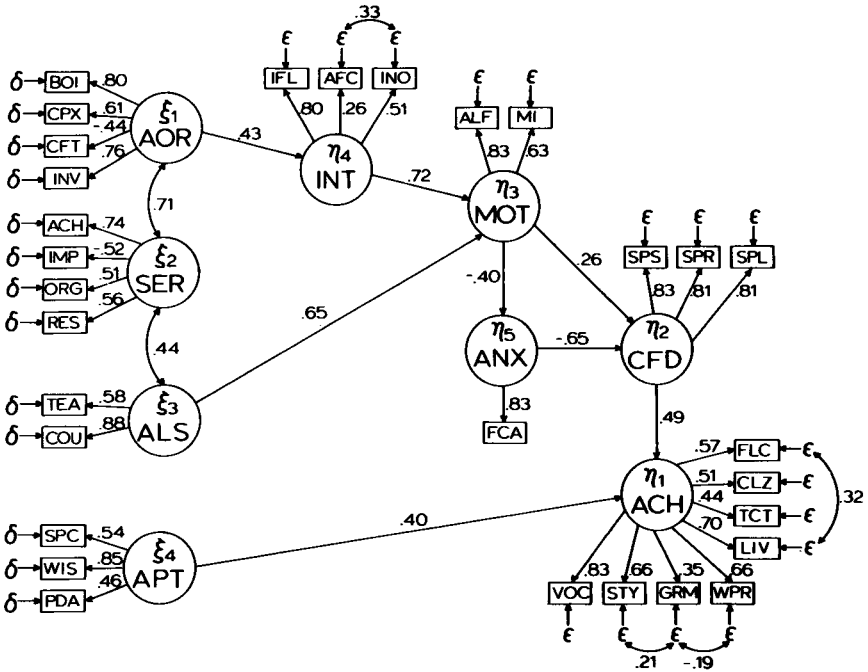 .33
ε ε ε
δ BOI .80
IFL AFC INO
ε ε
δ CPX .61
ξ1
AOR
.80 .26 .51
ALF MI
δ CFT -.44
.43
η4
INT
.83 .63
δ INV .76
.72
η3
MOT
.71
δ ACH .74
ε ε ε
δ IMP -.52
ξ2
SER
SPS SPR SPL
δ ORG .51
-.40 .26
.83 .81 .81
δ RES .56
.65
η5
ANX
-.65
η2
CFD
.44
δ TEA .58
ξ3
ALS
.83
.49
δ COU .88
FCA
.57 FLC ε
η1
ACH
.51 CLZ ε
.32
.44 TCT ε
.40
δ SPC .54
.70 LIV ε
δ WIS .85
ξ4
APT
.83 .66 .35 .66
δ PDA .46
VOC STY GRM WPR
ε ε ε ε
.21 -.19